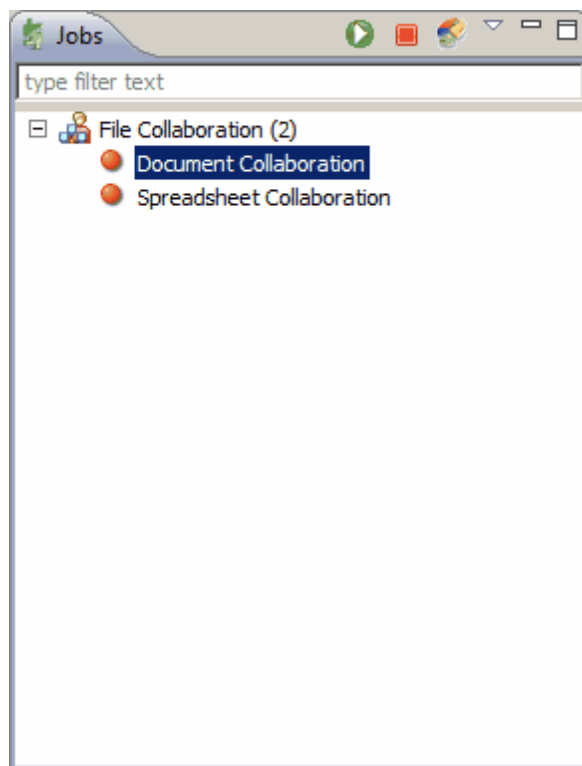 Jobs
type filter text
File Collaboration (2)
Document Collaboration
Spreadsheet Collaboration